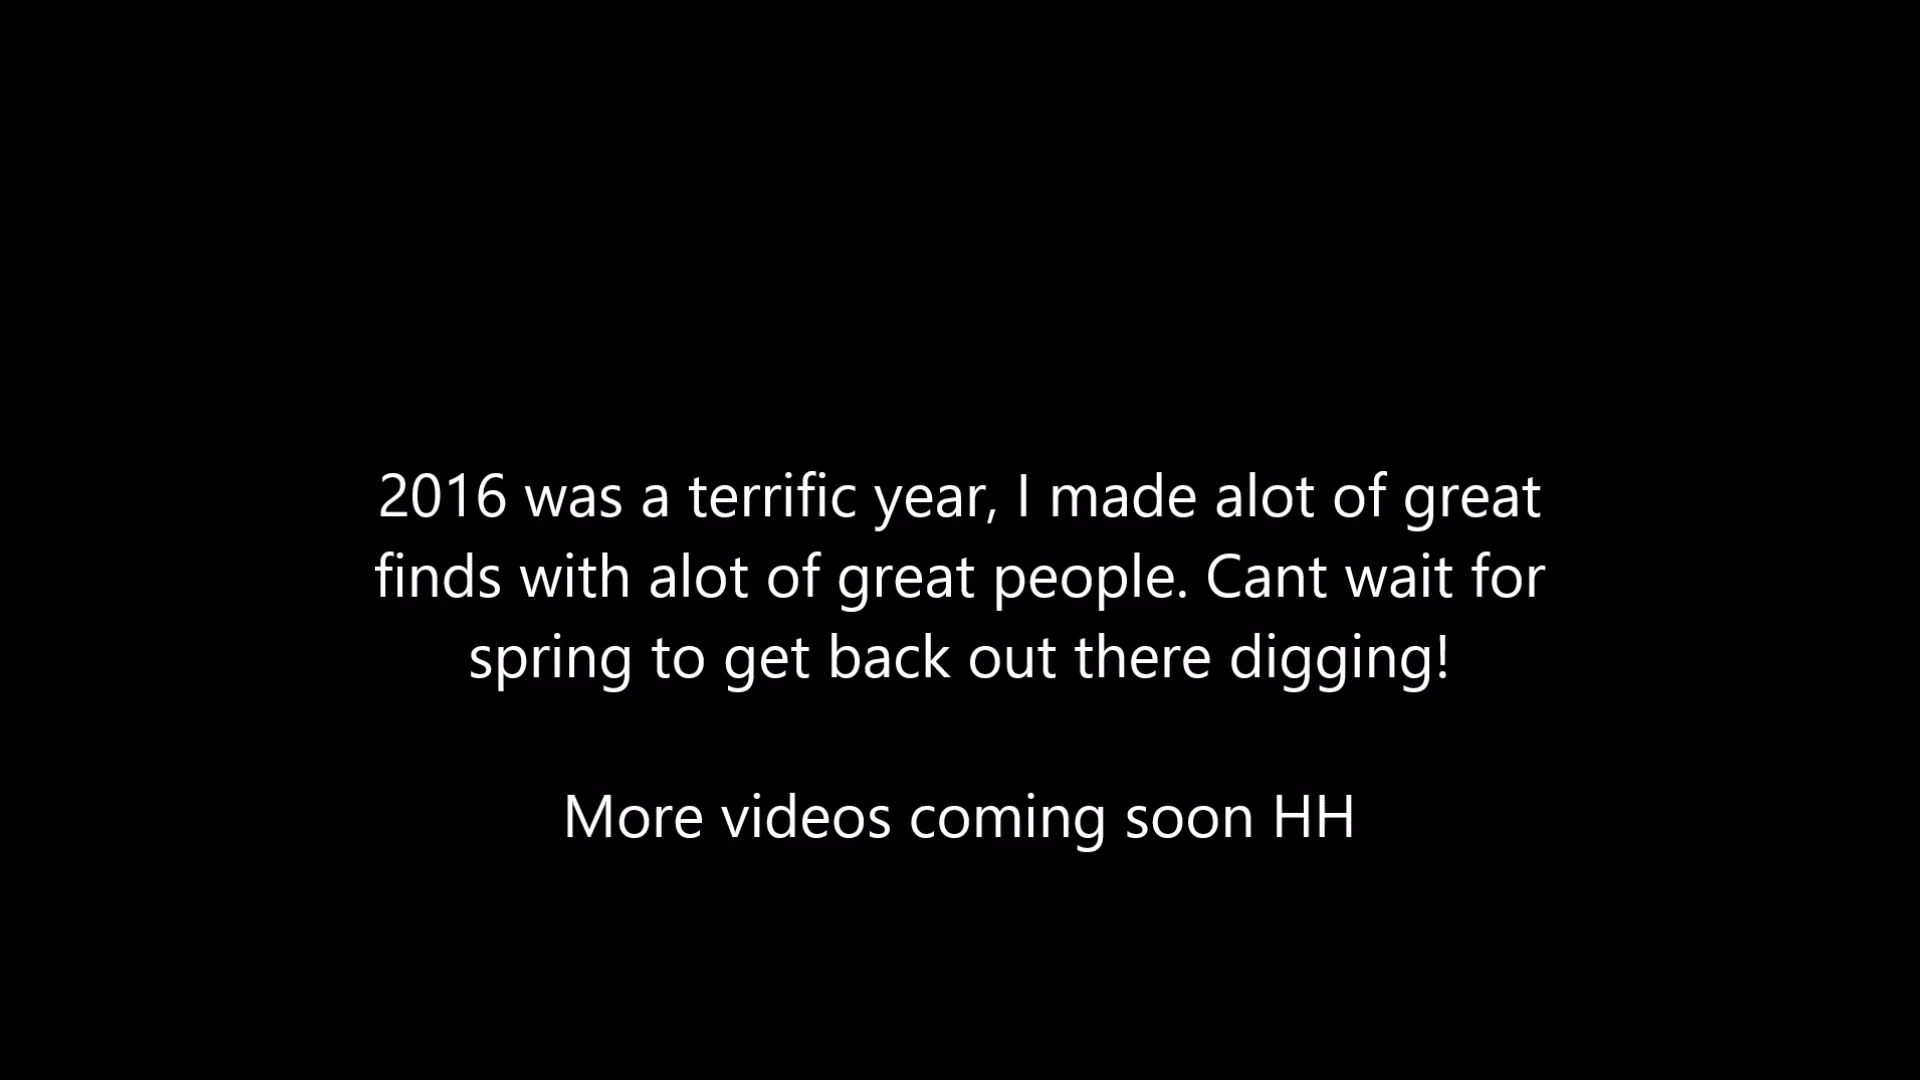 2016 was a terrific year, I made alot of great
finds with alot of great people. Cant wait for
spring to get back out there digging!
More videos coming soon HH